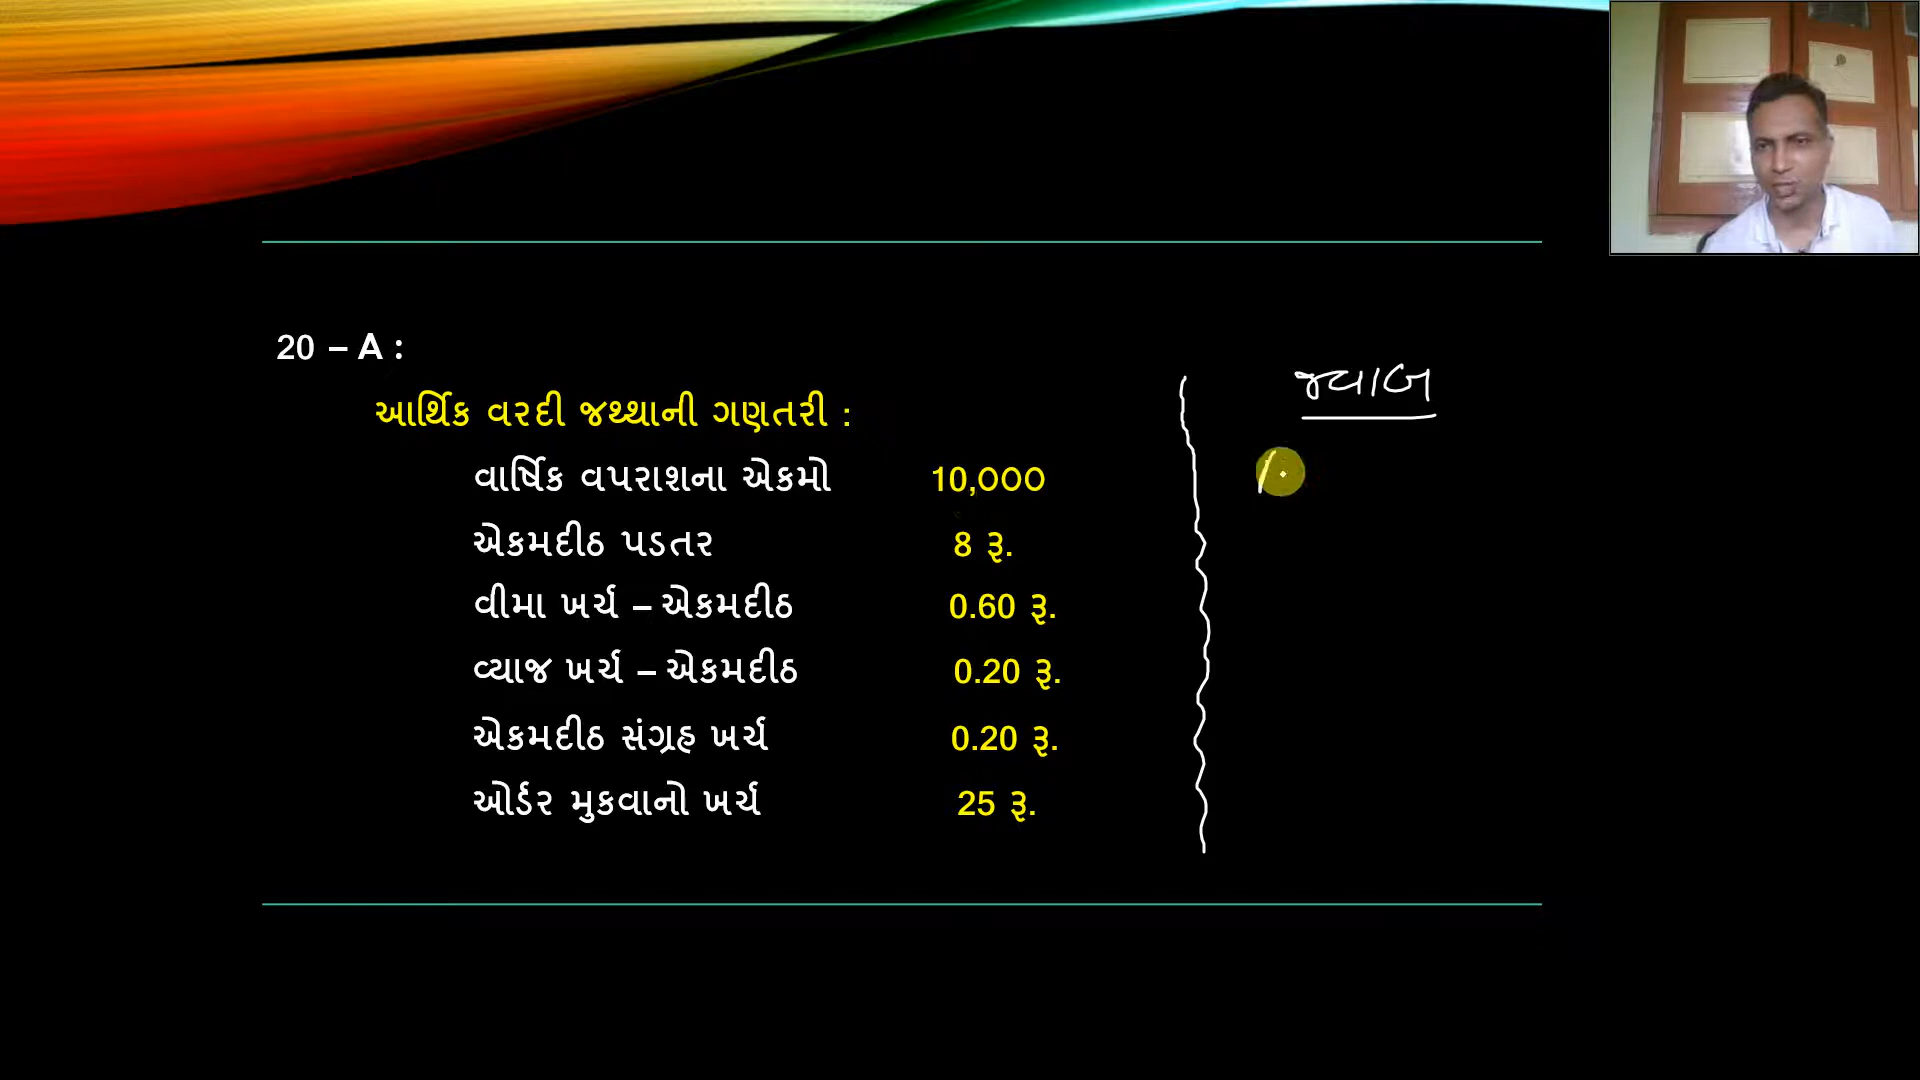 20 – A :
આર્થિક વરદી જથ્થાની ગણતરી :
વાર્ષિક વપરાશના એકમો 10,000
એકમદીઠ પડતર 8 રૂ.
વીમા ખર્ચ – એકમદીઠ 0.60 રૂ.
વ્યાજ ખર્ચ – એકમદીઠ 0.20 રૂ.
એકમદીઠ સંગ્રહ ખર્ચ 0.20 રૂ.
ઓર્ડર મુકવાનો ખર્ચ 25 રૂ.
જવાબ